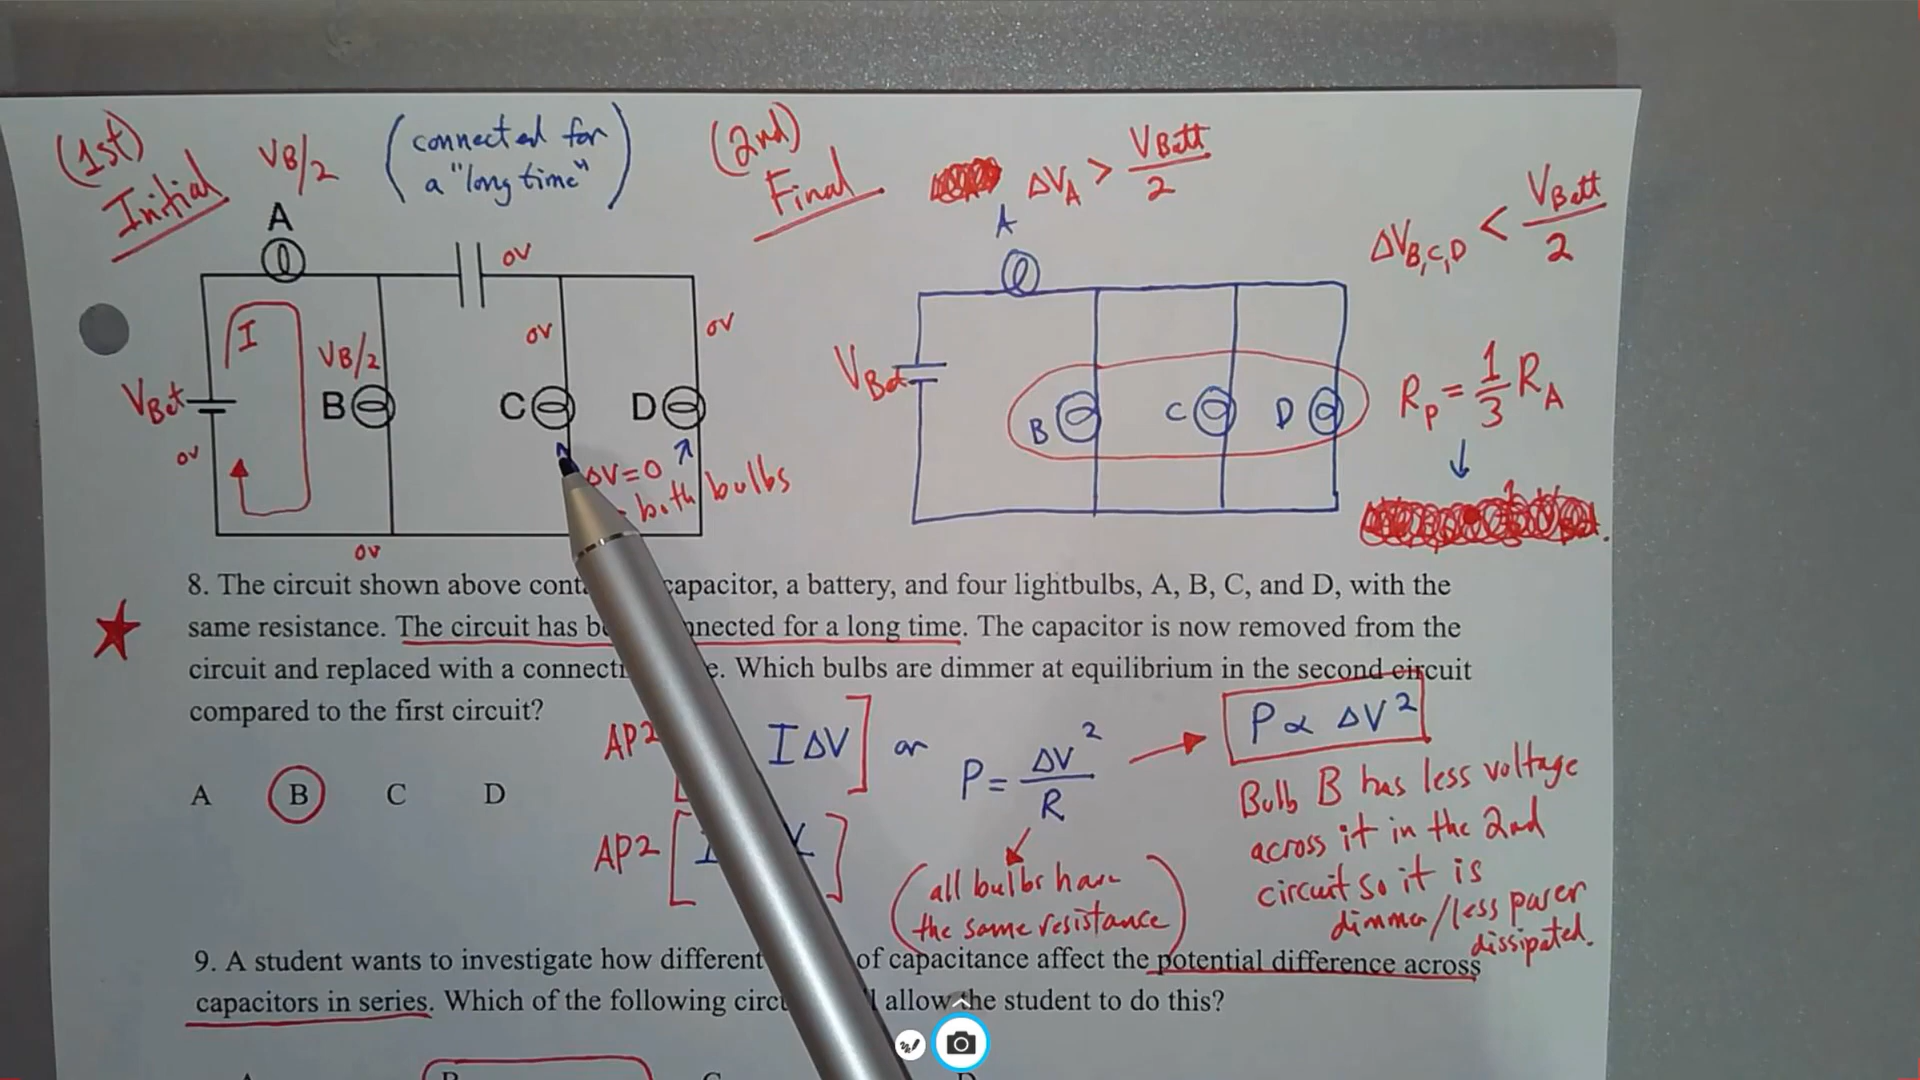 (1st)
Initial
VB/2
(connected for
a "long time")
(2nd)
Final
ΔVA > VBatt/2
ΔVB,C,D < VBatt/2
A
0V
I
VB/2
0V
0V
VBat
B
C
D
0V
ΔV=0
both bulbs
0V
A
VBat
B
C
D
Rp = 1/3 RA
8. The circuit shown above capacitor, a battery, and four lightbulbs, A, B, C, and D, with the
same resistance. The circuit has for a long time. The capacitor is now removed from the
circuit and replaced with a Which bulbs are dimmer at equilibrium in the second circuit
compared to the first circuit?
A B C D
AP2 IΔV] or P = ΔV²/R
P ∝ ΔV²
AP2 [
(all bulbs have
the same resistance)
Bulb B has less voltage
across it in the 2nd
circuit so it is
dimmer/less power
dissipated.
9. A student wants to investigate how different of capacitance affect the potential difference across
capacitors in series. Which of the following allow the student to do this?